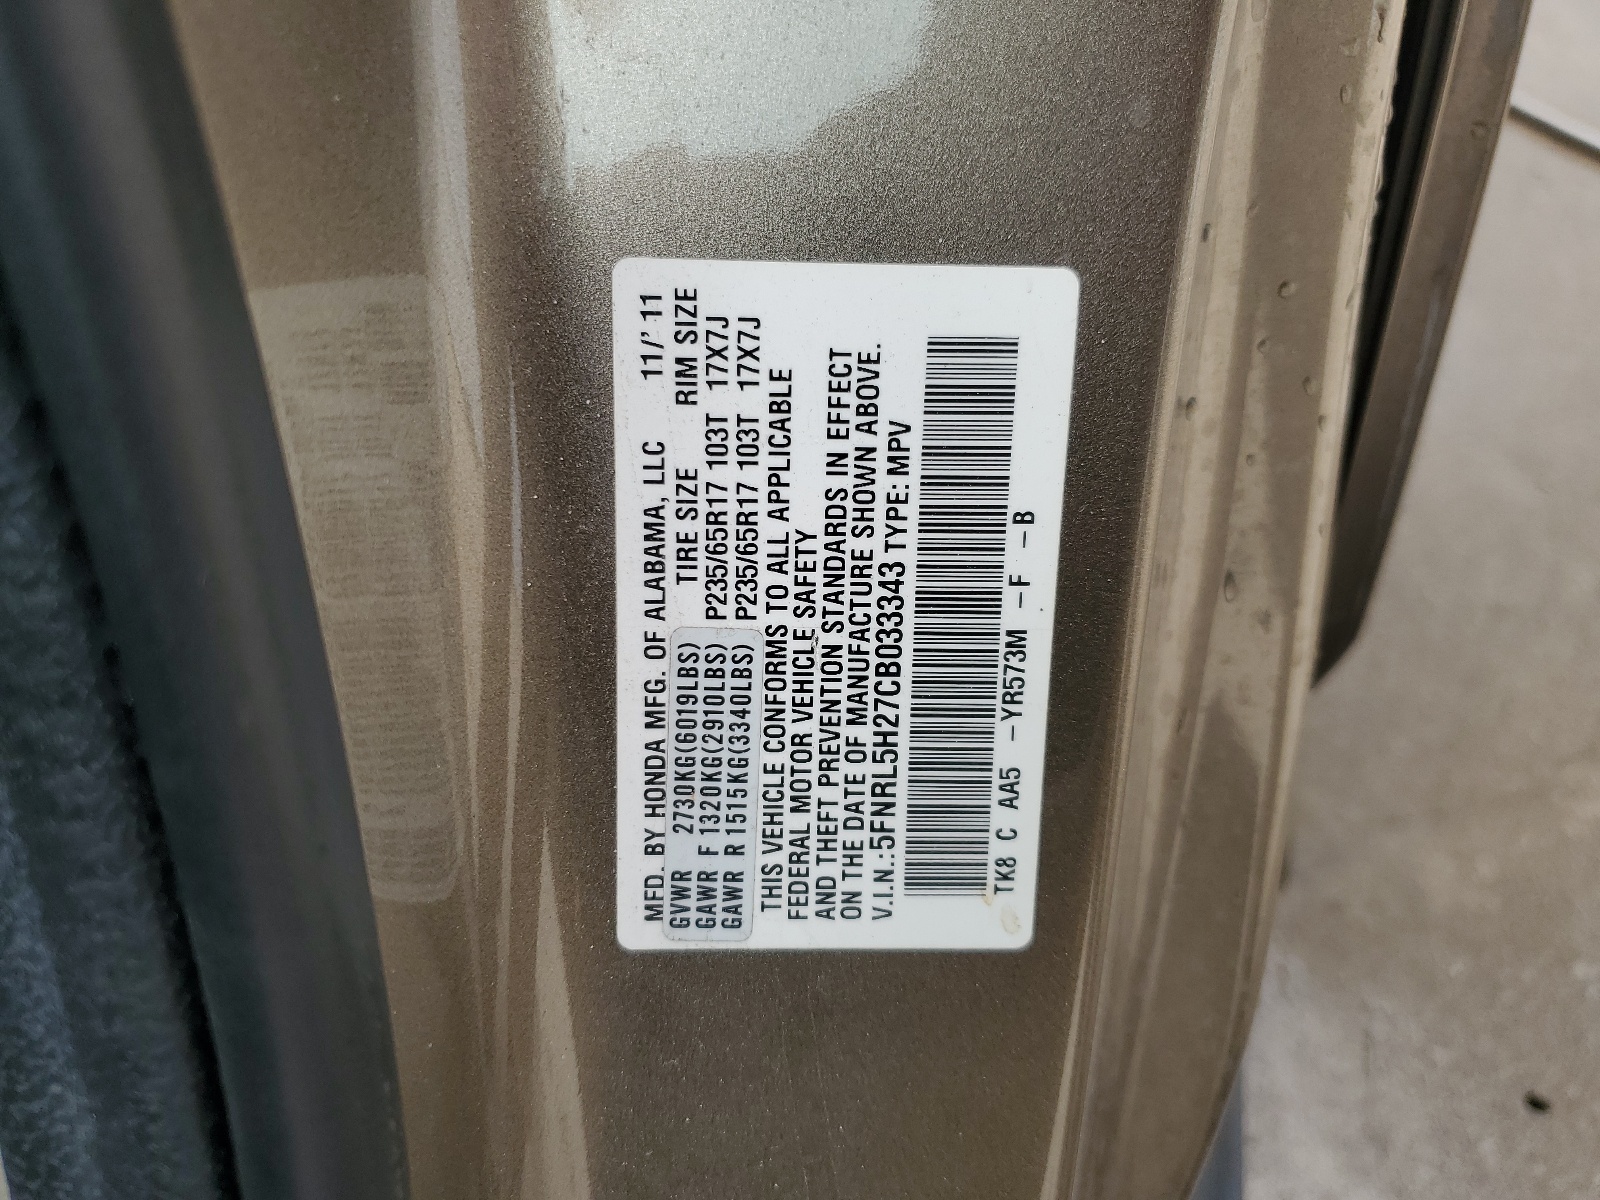 MFD. BY HONDA MFG. OF ALABAMA, LLC 11/'11
GVWR 2730KG(6019LBS) TIRE SIZE RIM SIZE
GAWR F 1320KG(2910LBS) P235/65R17 103T 17X7J
GAWR R 1515KG(3340LBS) P235/65R17 103T 17X7J
THIS VEHICLE CONFORMS TO ALL APPLICABLE
FEDERAL MOTOR VEHICLE SAFETY
AND THEFT PREVENTION STANDARDS IN EFFECT
ON THE DATE OF MANUFACTURE SHOWN ABOVE.
V.I.N.:5FNRL5H27CB033343 TYPE: MPV
TK8 C AA5 -YR573M -F -B